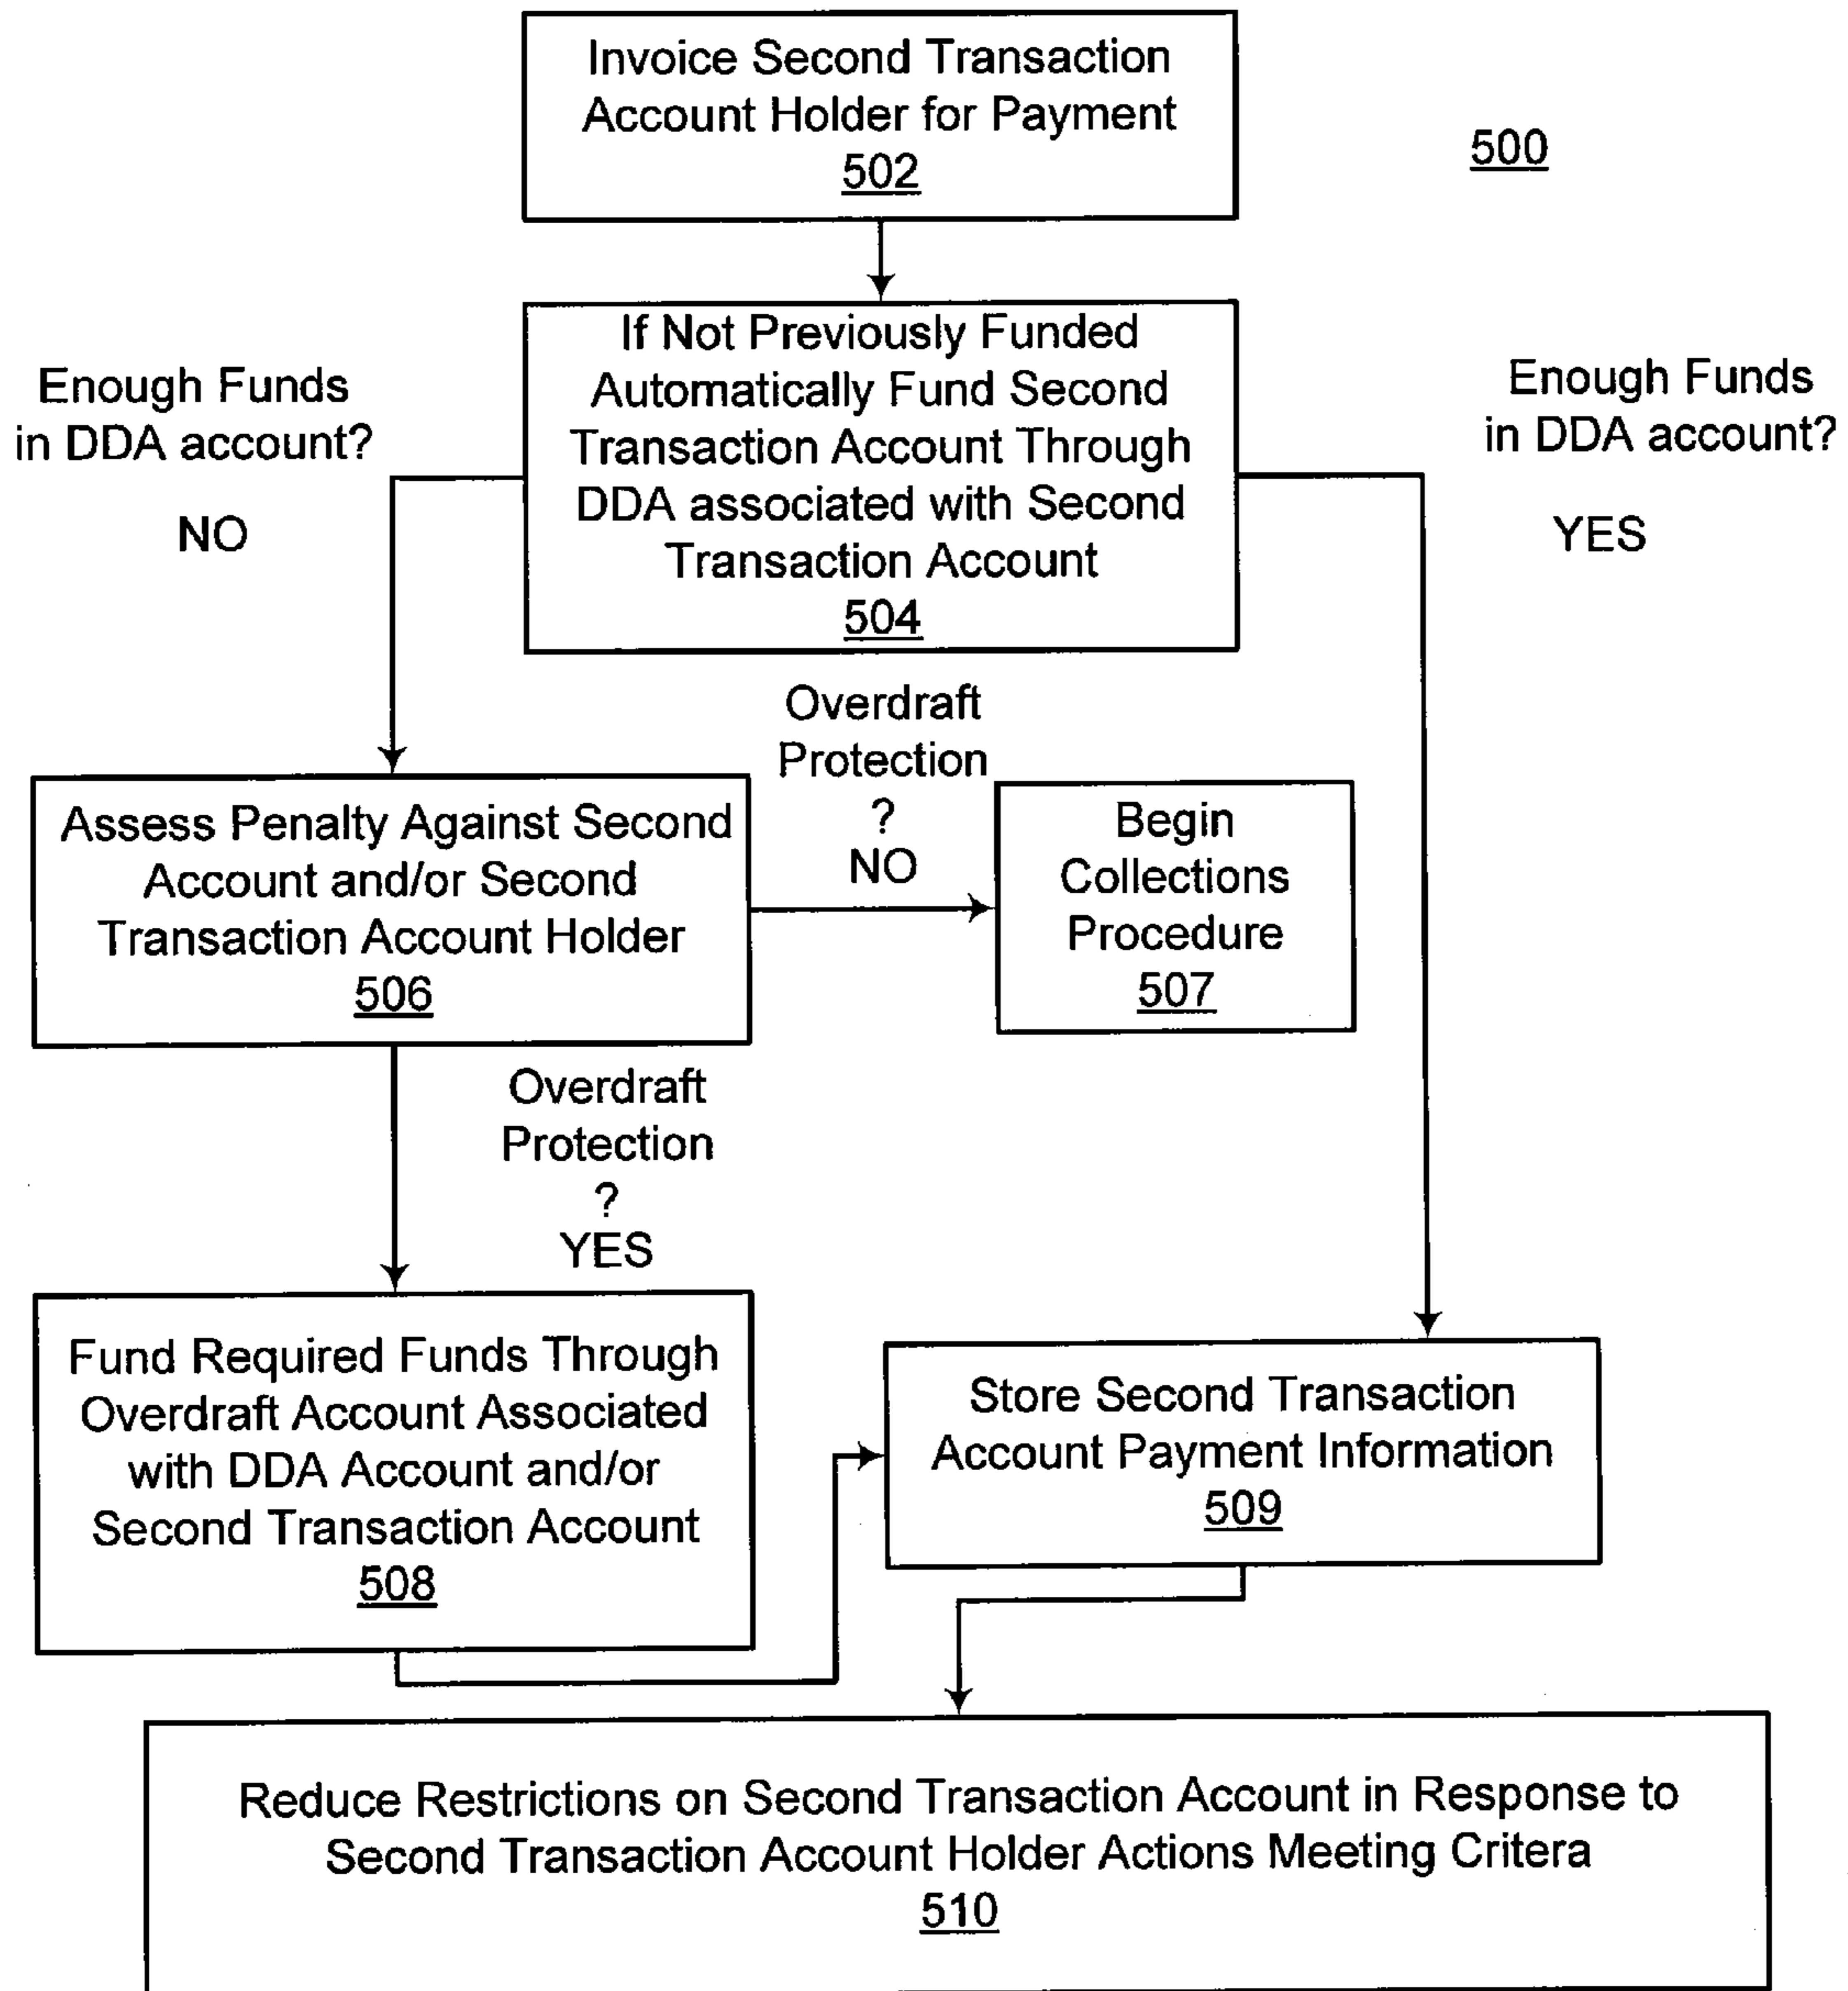 Invoice Second Transaction
Account Holder for Payment
502
500
If Not Previously Funded
Automatically Fund Second
Transaction Account Through
DDA associated with Second
Transaction Account
504
Enough Funds
in DDA account?
NO
Enough Funds
in DDA account?
YES
Assess Penalty Against Second
Account and/or Second
Transaction Account Holder
506
Overdraft
Protection
?
NO
Begin
Collections
Procedure
507
Overdraft
Protection
?
YES
Fund Required Funds Through
Overdraft Account Associated
with DDA Account and/or
Second Transaction Account
508
Store Second Transaction
Account Payment Information
509
Reduce Restrictions on Second Transaction Account in Response to
Second Transaction Account Holder Actions Meeting Critera
510